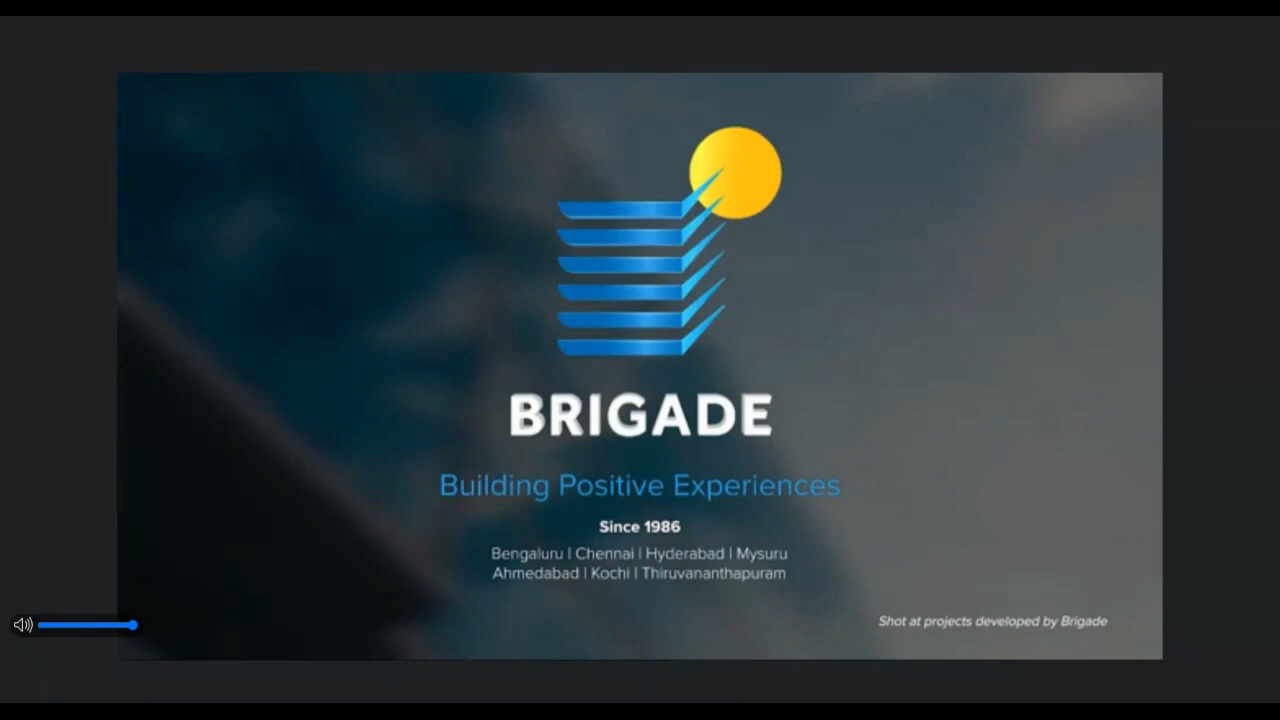 BRIGADE
Building Positive Experiences
Since 1986
Bengaluru | Chennai | Hyderabad | Mysuru
Ahmedabad | Kochi | Thiruvananthapuram
Shot at projects developed by Brigade